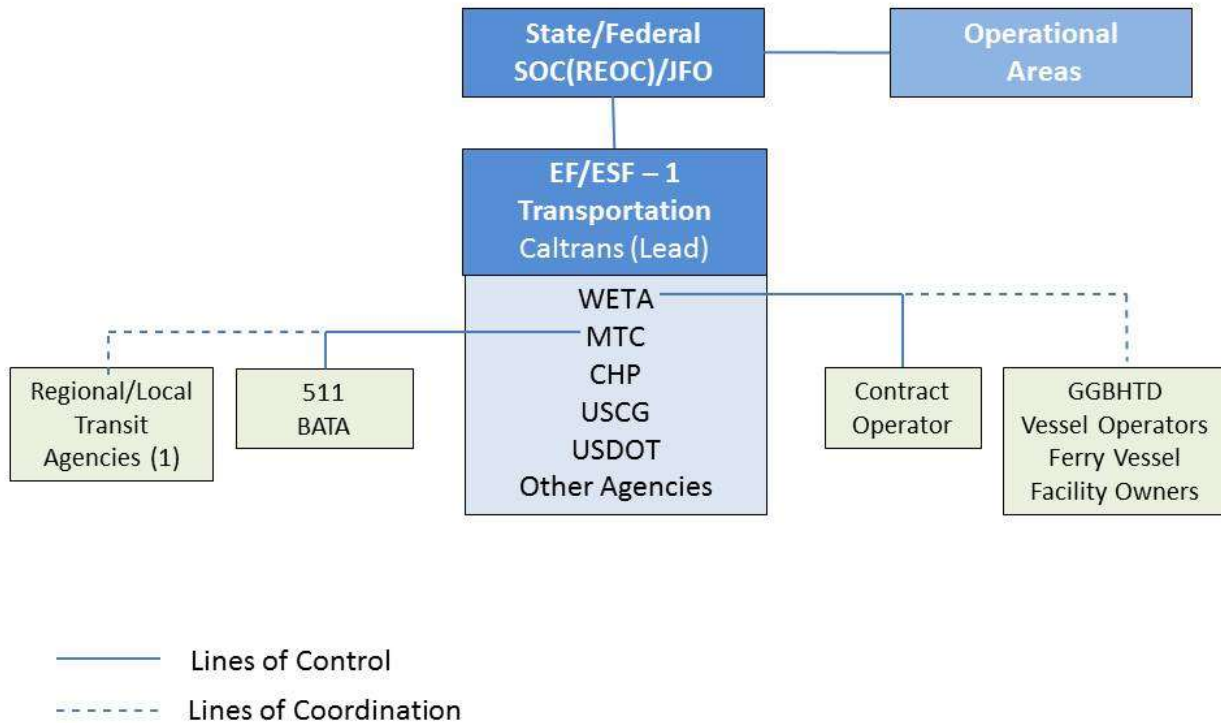 State/Federal
SOC(REOC)/JFO
Operational
Areas
EF/ESF – 1
Transportation
Caltrans (Lead)
WETA
MTC
CHP
USCG
USDOT
Other Agencies
Regional/Local
Transit
Agencies (1)
511
BATA
Contract
Operator
GGBHTD
Vessel Operators
Ferry Vessel
Facility Owners
Lines of Control
Lines of Coordination